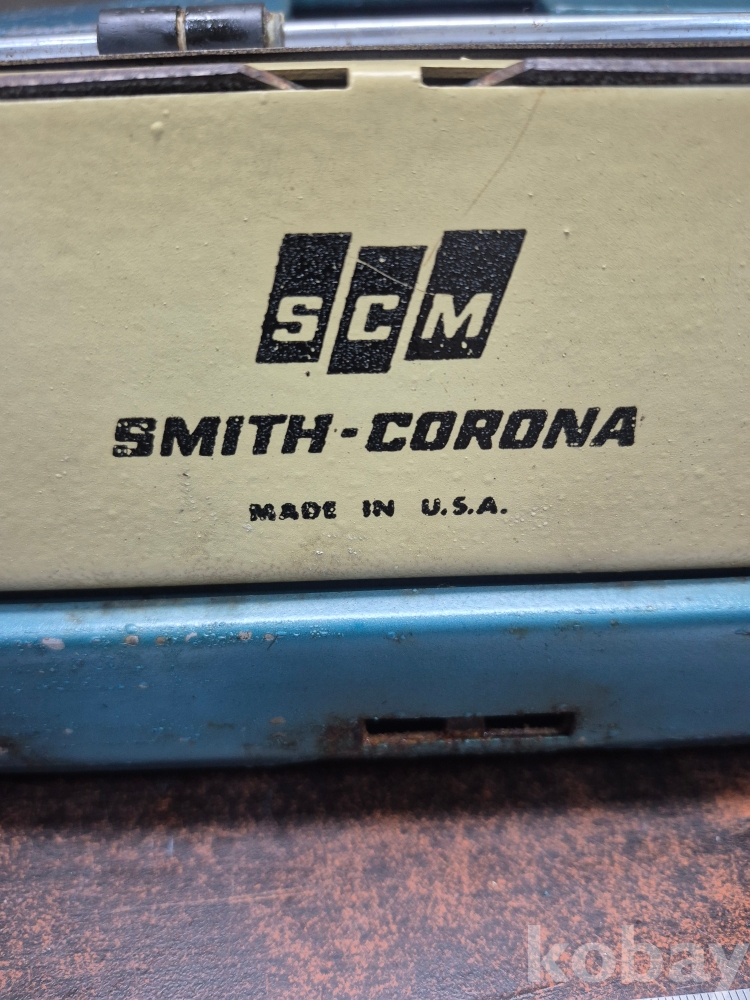 SCM
SMITH-CORONA
MADE IN U.S.A.
kobay